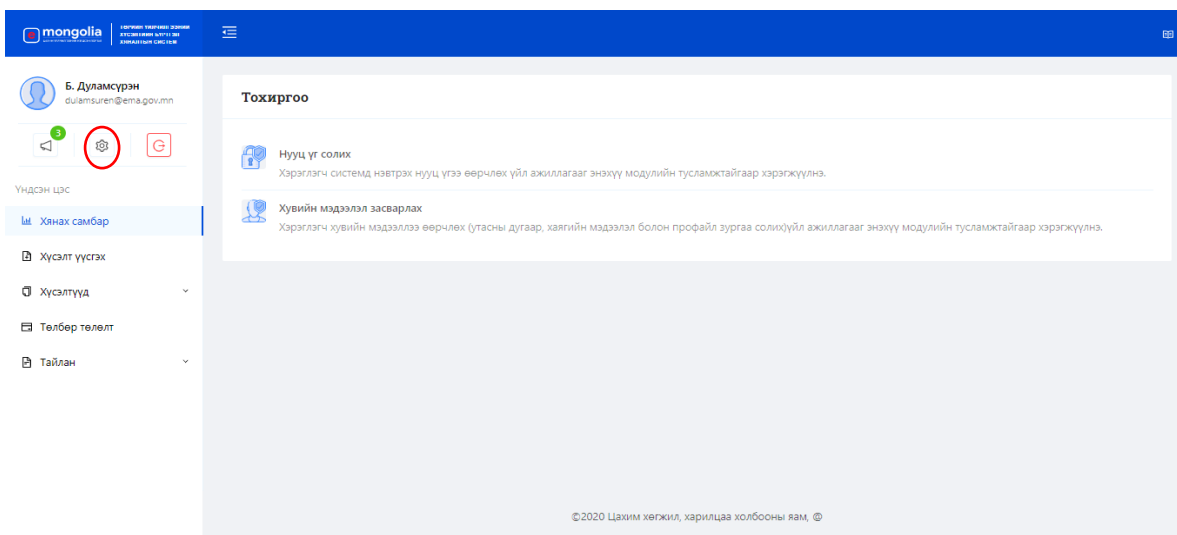 mongolia
Б. Дуламсүрэн
dulamsuren@ema.gov.mn
3
Үндсэн цэс
Хянах самбар
Хүсэлт үүсгэх
Хүсэлтүүд
Төлбөр төлөлт
Тайлан
Тохиргоо
Нууц үг солих
Хэрэглэгч системд нэвтрэх нууц үгээ өөрчлөх үйл ажиллагааг энэхүү модулийн тусламжтайгаар хэрэгжүүлнэ.
Хувийн мэдээлэл засварлах
Хэрэглэгч хувийн мэдээллээ өөрчлөх (утасны дугаар, хаягийн мэдээлэл болон профайл зургаа солих)үйл ажиллагааг энэхүү модулийн тусламжтайгаар хэрэгжүүлнэ.
©2020 Цахим хөгжил, харилцаа холбооны яам, @